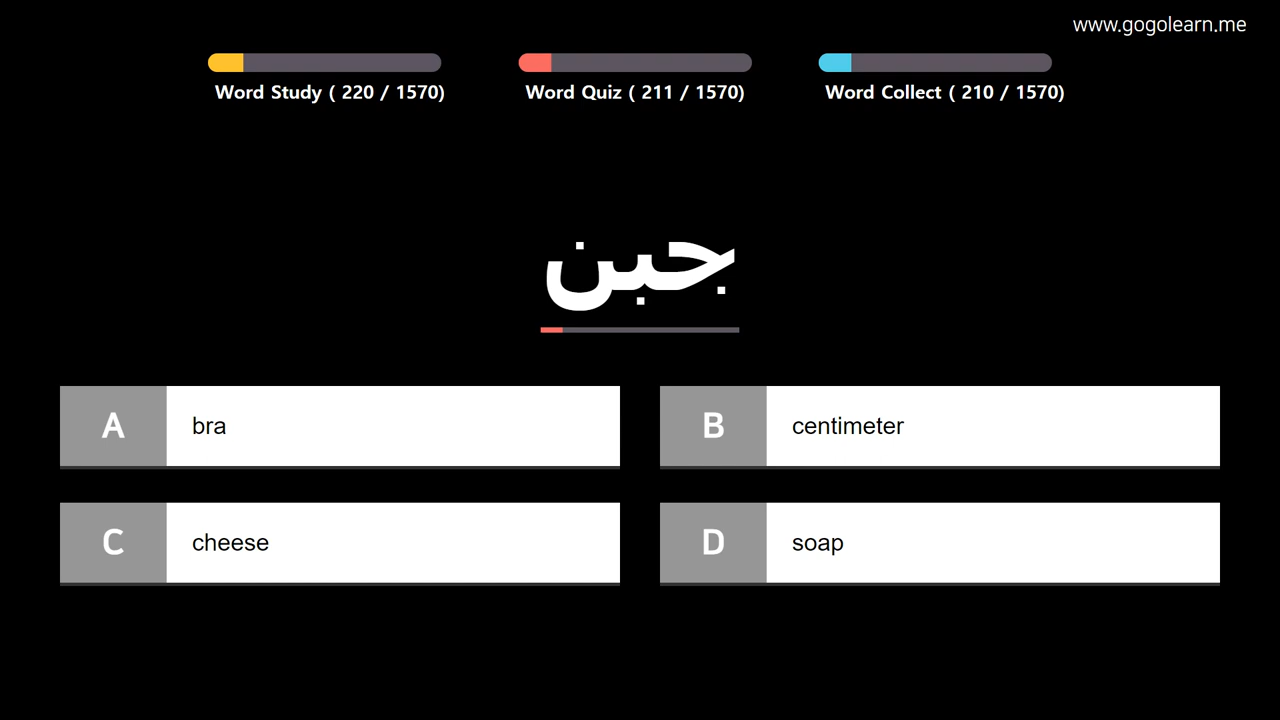 www.gogolearn.me
Word Study ( 220 / 1570)
Word Quiz ( 211 / 1570)
Word Collect ( 210 / 1570)
جبن
A bra
B centimeter
C cheese
D soap